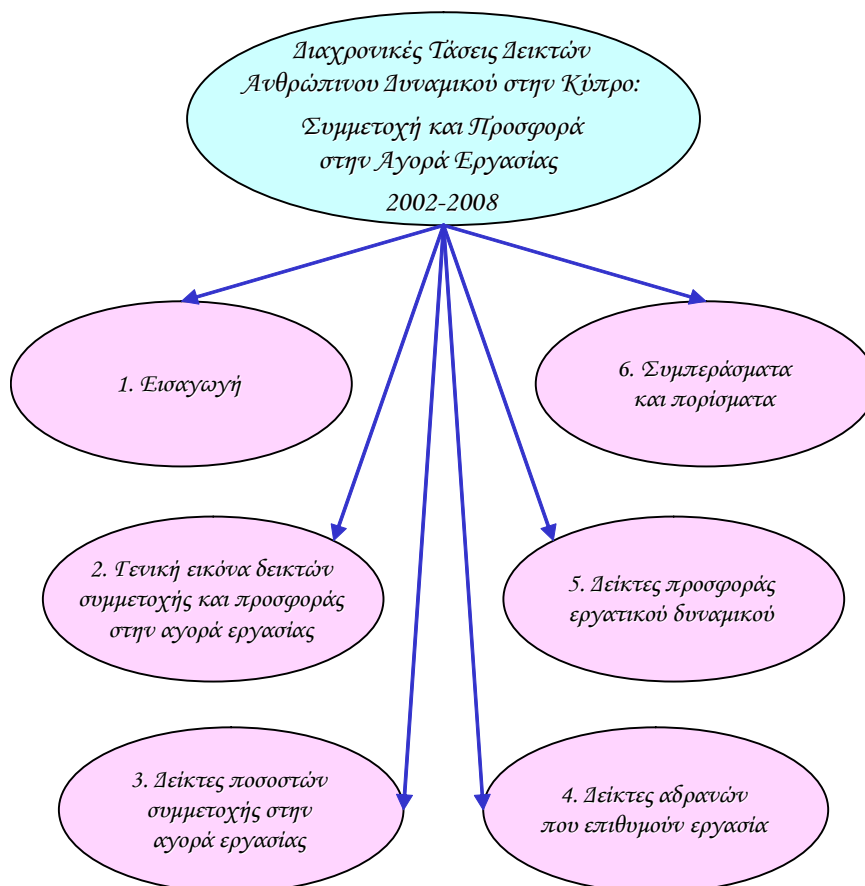 Διαχρονικές Τάσεις Δεικτών
Ανθρώπινου Δυναμικού στην Κύπρο:
Συμμετοχή και Προσφορά
στην Αγορά Εργασίας
2002-2008
1. Εισαγωγή
2. Γενική εικόνα δεικτών
συμμετοχής και προσφοράς
στην αγορά εργασίας
3. Δείκτες ποσοστών
συμμετοχής στην
αγορά εργασίας
4. Δείκτες αδρανών
που επιθυμούν εργασία
5. Δείκτες προσφοράς
εργατικού δυναμικού
6. Συμπεράσματα
και πορίσματα